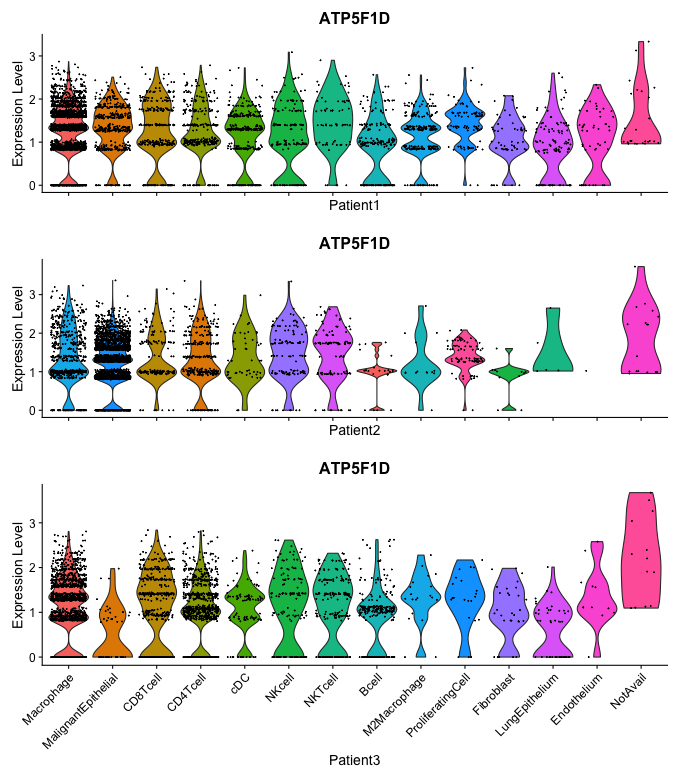 ATP5F1D
Expression Level
3
2
1
0
Patient1
ATP5F1D
Expression Level
3
2
1
0
Patient2
ATP5F1D
Expression Level
3
2
1
0
Macrophage
MalignantEpithelial
CD8Tcell
CD4Tcell
cDC
NKcell
NKTcell
Bcell
M2Macrophage
ProliferatingCell
Fibroblast
LungEpithelium
Endothelium
NotAvail
Patient3